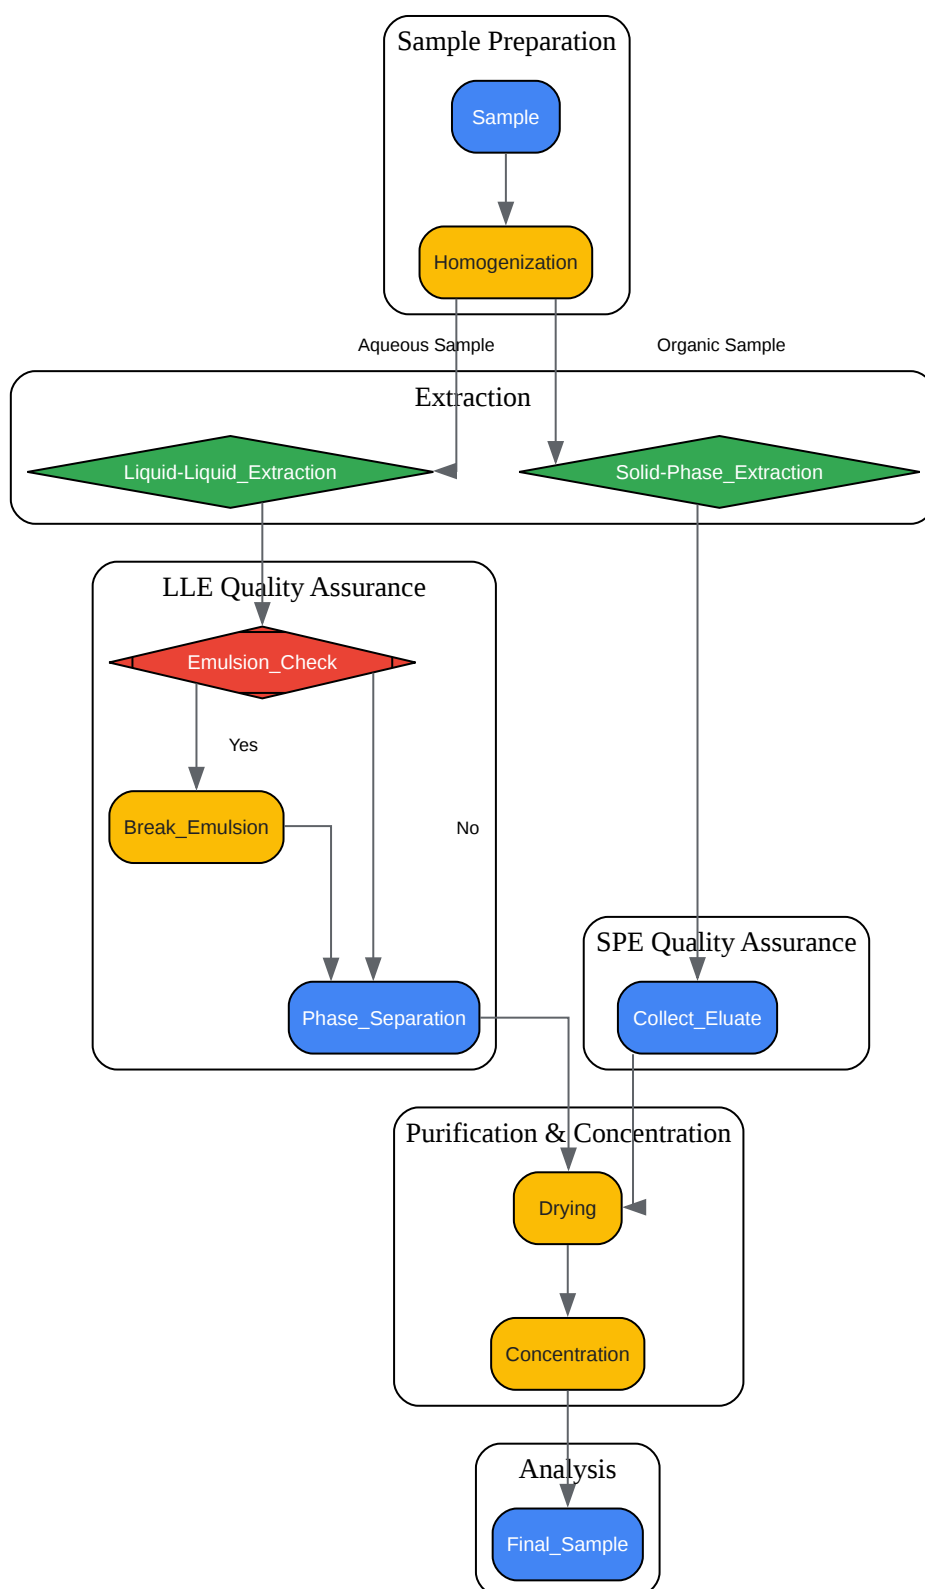 Sample Preparation
Sample
Homogenization
Aqueous Sample
Organic Sample
Extraction
Liquid-Liquid_Extraction
Solid-Phase_Extraction
LLE Quality Assurance
Emulsion_Check
Yes
Break_Emulsion
No
SPE Quality Assurance
Phase_Separation
Collect_Eluate
Purification & Concentration
Drying
Concentration
Analysis
Final_Sample